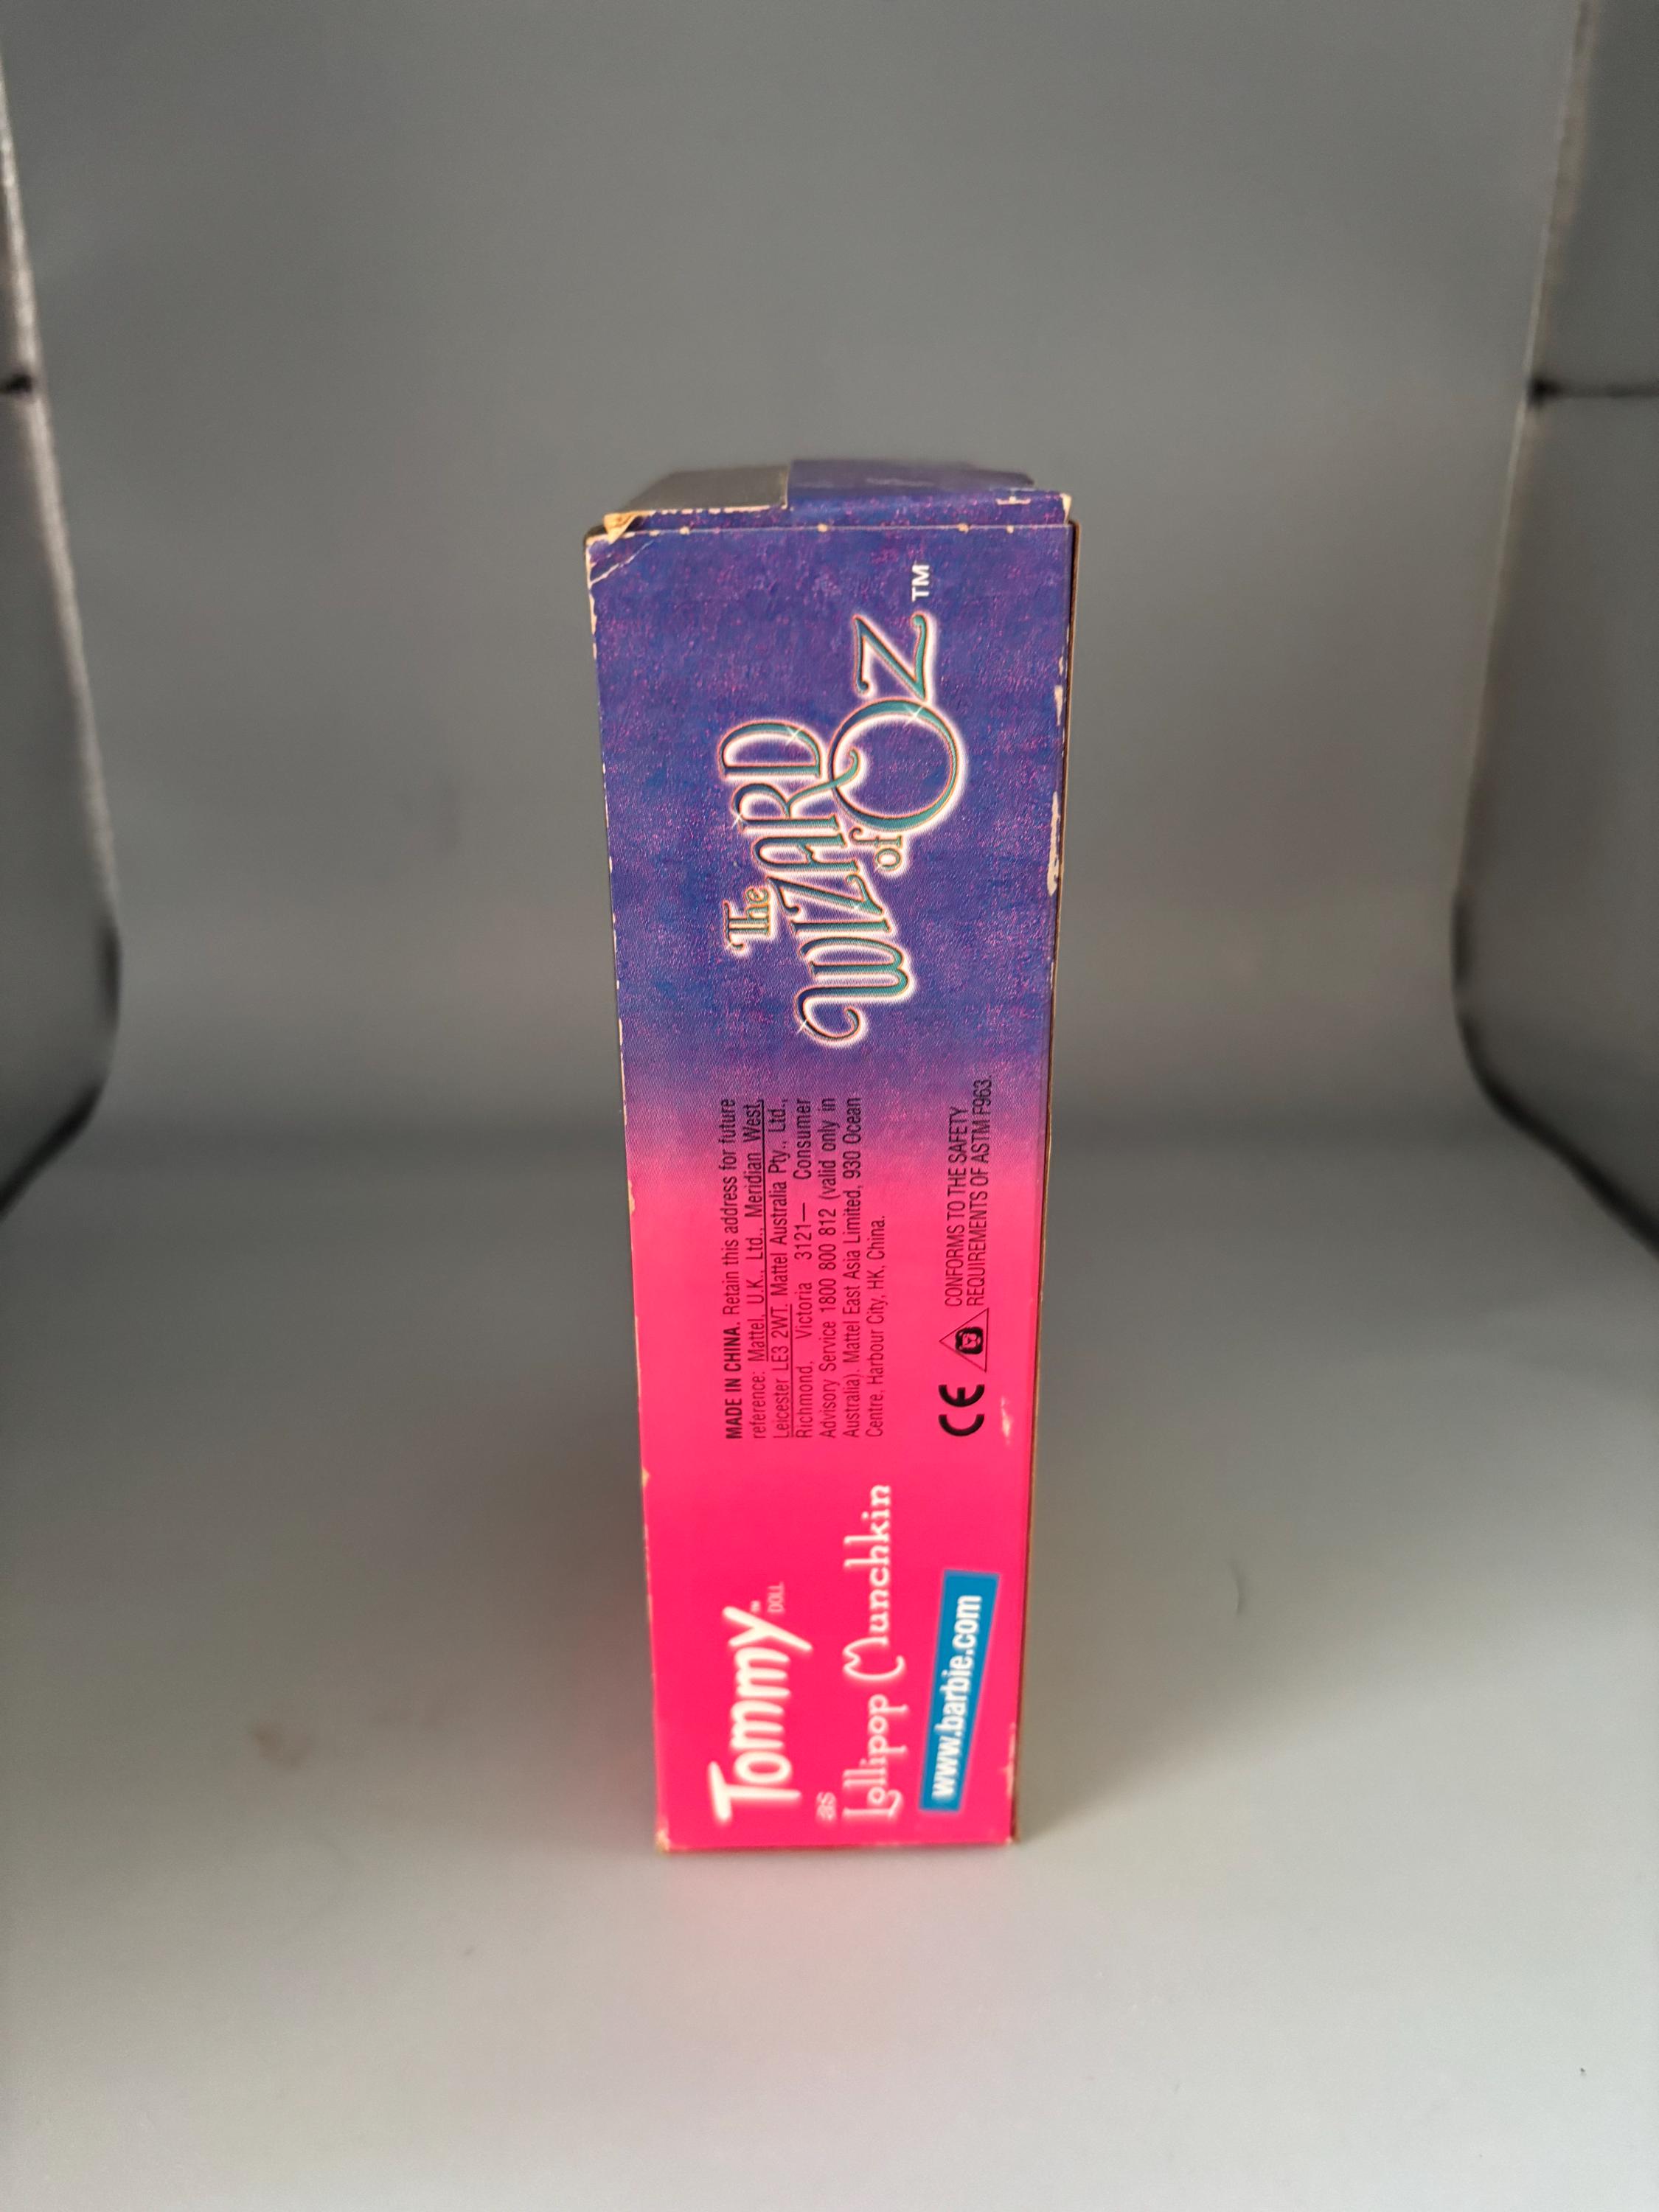 Tommy™ DOLL
as
Lollipop Munchkin
www.barbie.com
MADE IN CHINA. Retain this address for future
reference: Mattel, U.K., Ltd., Meridian West,
Leicester LE3 2WT. Mattel Australia Pty., Ltd.,
Richmond, Victoria 3121— Consumer
Advisory Service 1800 800 812 (valid only in
Australia). Mattel East Asia Limited, 930 Ocean
Centre, Harbour City, HK, China.
CE
CONFORMS TO THE SAFETY
REQUIREMENTS OF ASTM F963.
The
WIZARD
of OZ™